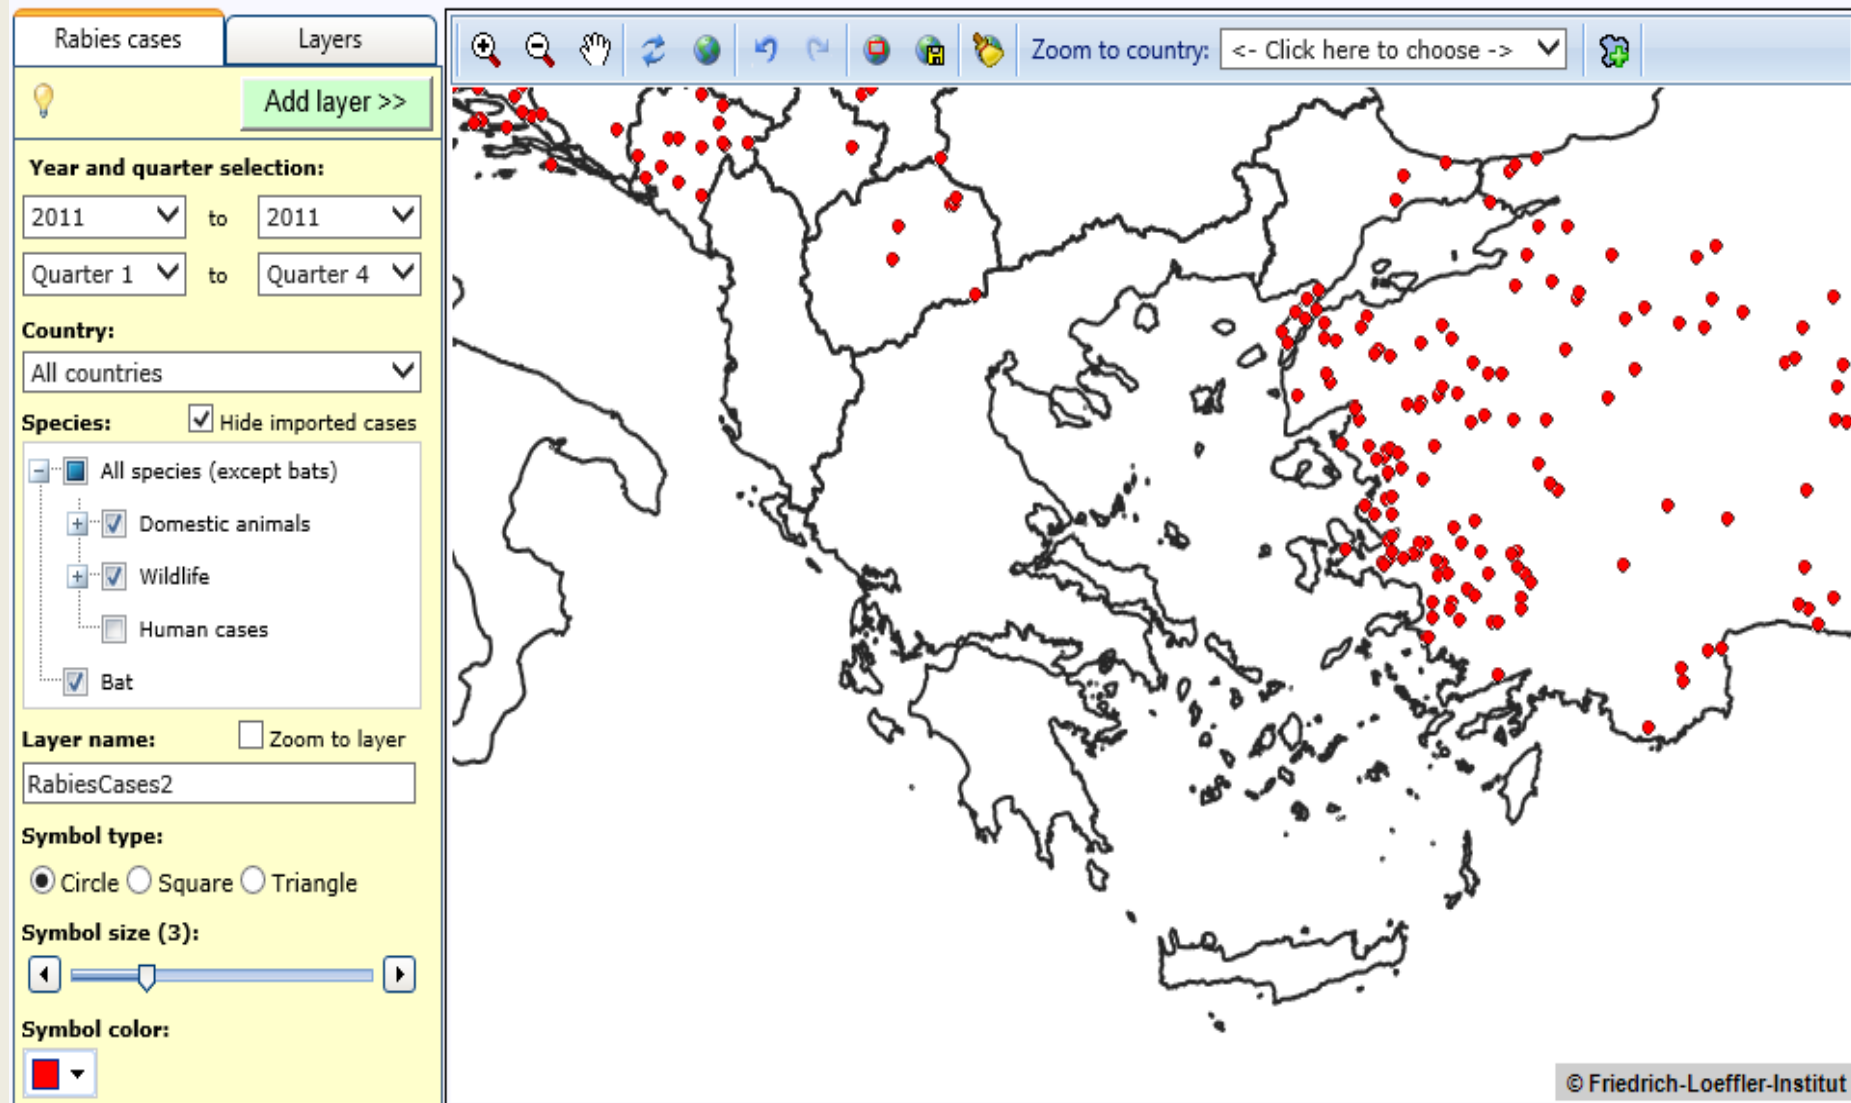 Rabies cases
Layers
Add layer >>
Zoom to country: <- Click here to choose ->
Year and quarter selection:
2011 to 2011
Quarter 1 to Quarter 4
Country:
All countries
Species: Hide imported cases
All species (except bats)
Domestic animals
Wildlife
Human cases
Bat
Layer name: Zoom to layer
RabiesCases2
Symbol type:
Circle Square Triangle
Symbol size (3):
Symbol color:
© Friedrich-Loeffler-Institut